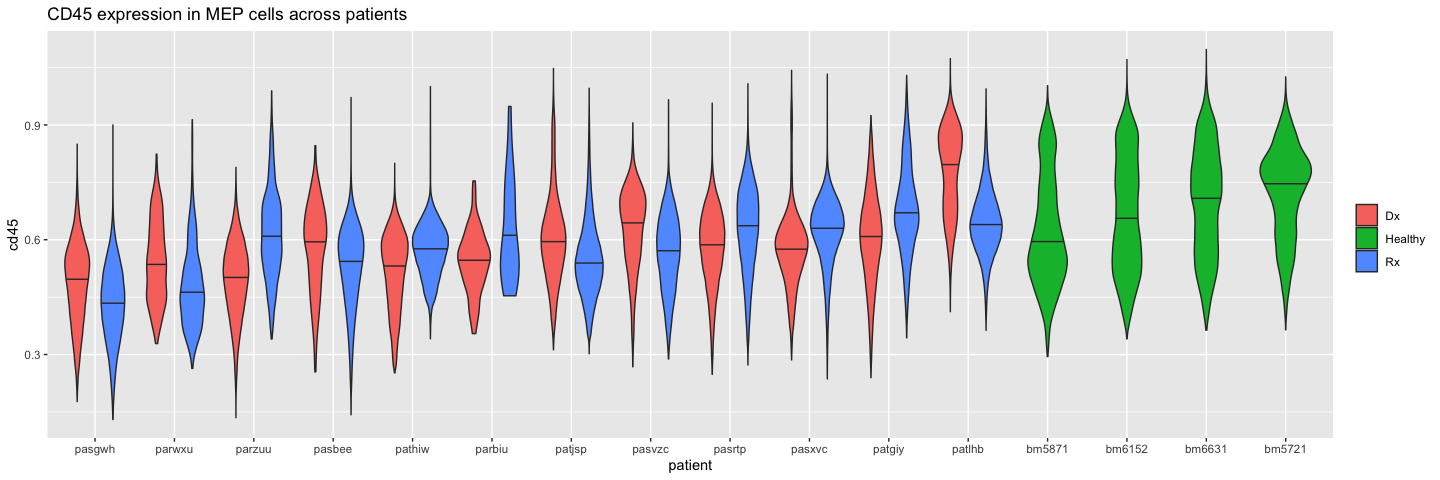 CD45 expression in MEP cells across patients
cd45
0.9
0.6
0.3
pasgwh parwxu parzuu pasbee pathiw parbiu patjsp pasvzc pasrtp pasxvc patgiy patlhb bm5871 bm6152 bm6631 bm5721
patient
Dx
Healthy
Rx